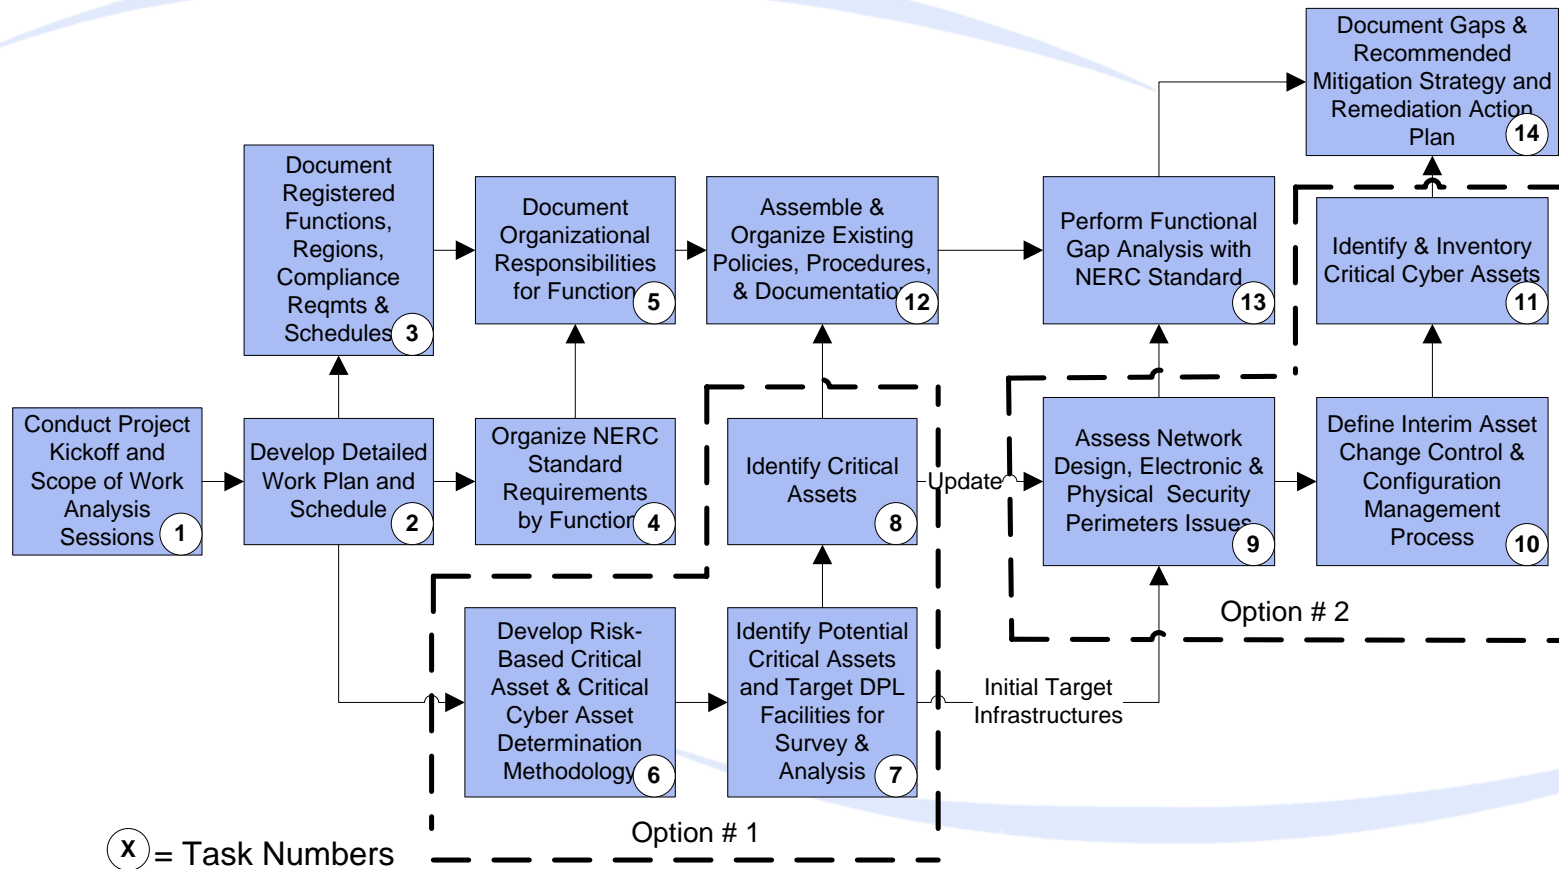 Document Gaps &
Recommended
Mitigation Strategy and
Remediation Action
Plan
14
Document
Registered
Functions,
Regions,
Compliance
Reqmts &
Schedules
3
Document
Organizational
Responsibilities
for Function
5
Assemble &
Organize Existing
Policies, Procedures,
& Documentation
12
Perform Functional
Gap Analysis with
NERC Standard
13
Identify & Inventory
Critical Cyber Assets
11
Conduct Project
Kickoff and
Scope of Work
Analysis
Sessions
1
Develop Detailed
Work Plan and
Schedule
2
Organize NERC
Standard
Requirements
by Function
4
Identify Critical
Assets
8
Update
Assess Network
Design, Electronic &
Physical Security
Perimeters Issues
9
Define Interim Asset
Change Control &
Configuration
Management
Process
10
Option # 2
Develop Risk-
Based Critical
Asset & Critical
Cyber Asset
Determination
Methodology
6
Identify Potential
Critical Assets
and Target DPL
Facilities for
Survey &
Analysis
7
Initial Target
Infrastructures
Option # 1
X = Task Numbers